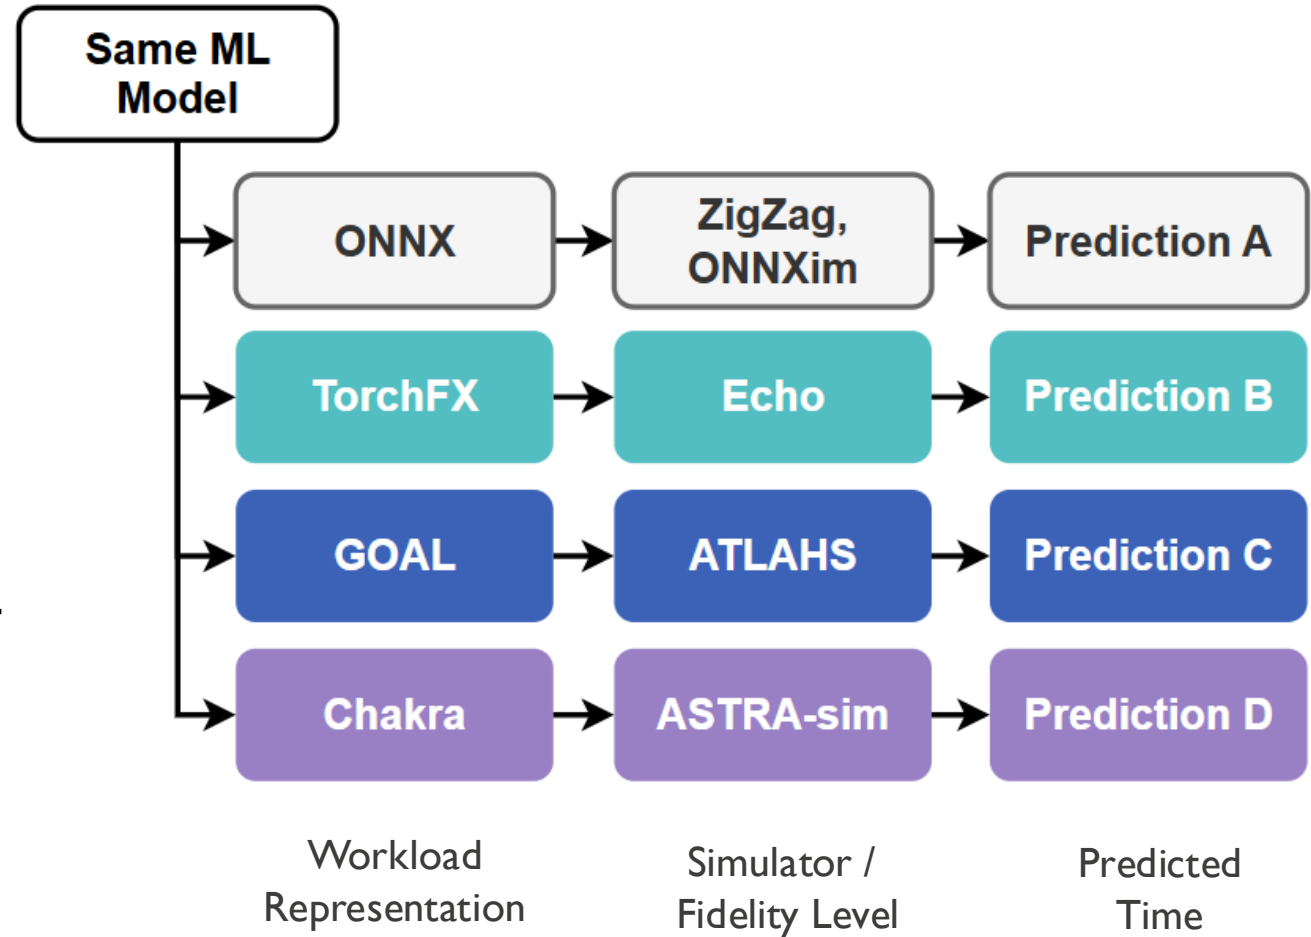 Same ML
Model
ONNX
ZigZag,
ONNXim
Prediction A
TorchFX
Echo
Prediction B
GOAL
ATLAHS
Prediction C
Chakra
ASTRA-sim
Prediction D
Workload
Representation
Simulator /
Fidelity Level
Predicted
Time